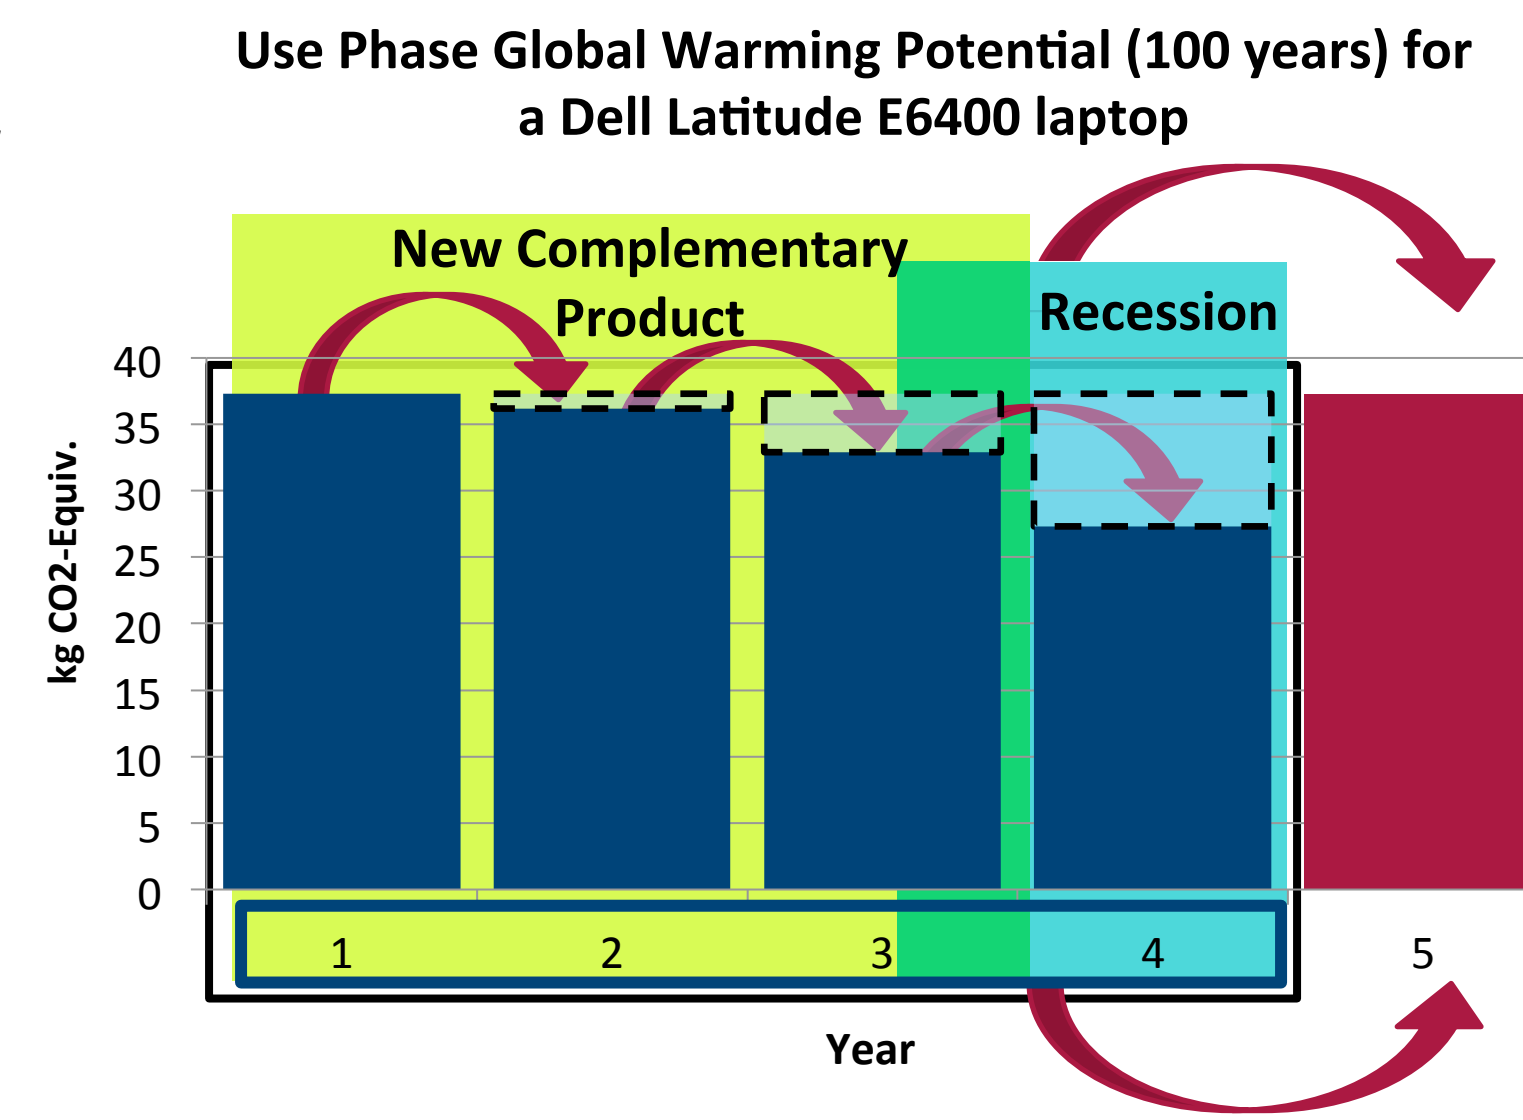 Use Phase Global Warming Potential (100 years) for
a Dell Latitude E6400 laptop
New Complementary
Product
Recession
40
35
30
25
20
15
10
5
0
kg CO2-Equiv.
1 2 3 4 5
Year